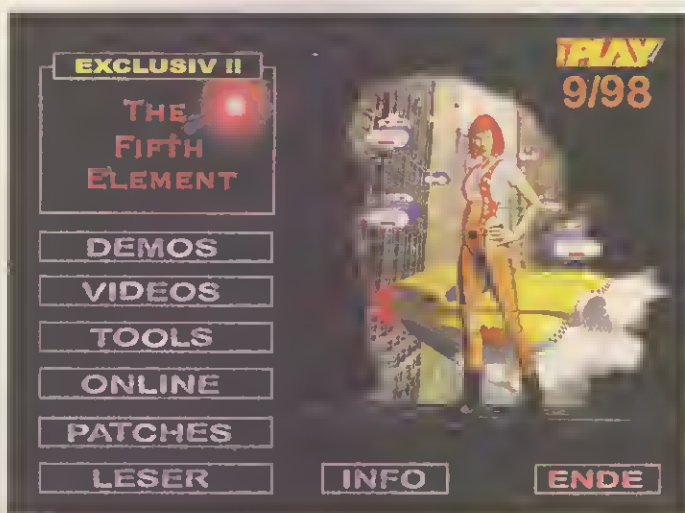 EXCLUSIV !!
THE
FIFTH
ELEMENT
PLAY
9/98
DEMOS
VIDEOS
TOOLS
ONLINE
PATCHES
LESER
INFO
ENDE